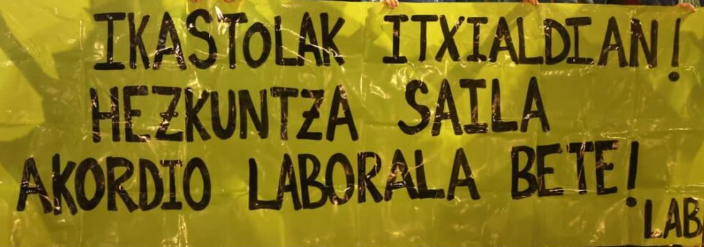 IKASTOLAK ITXIALDIAN!
HEZKUNTZA SAILA
AKORDIO LABORALA BETE!
LAB